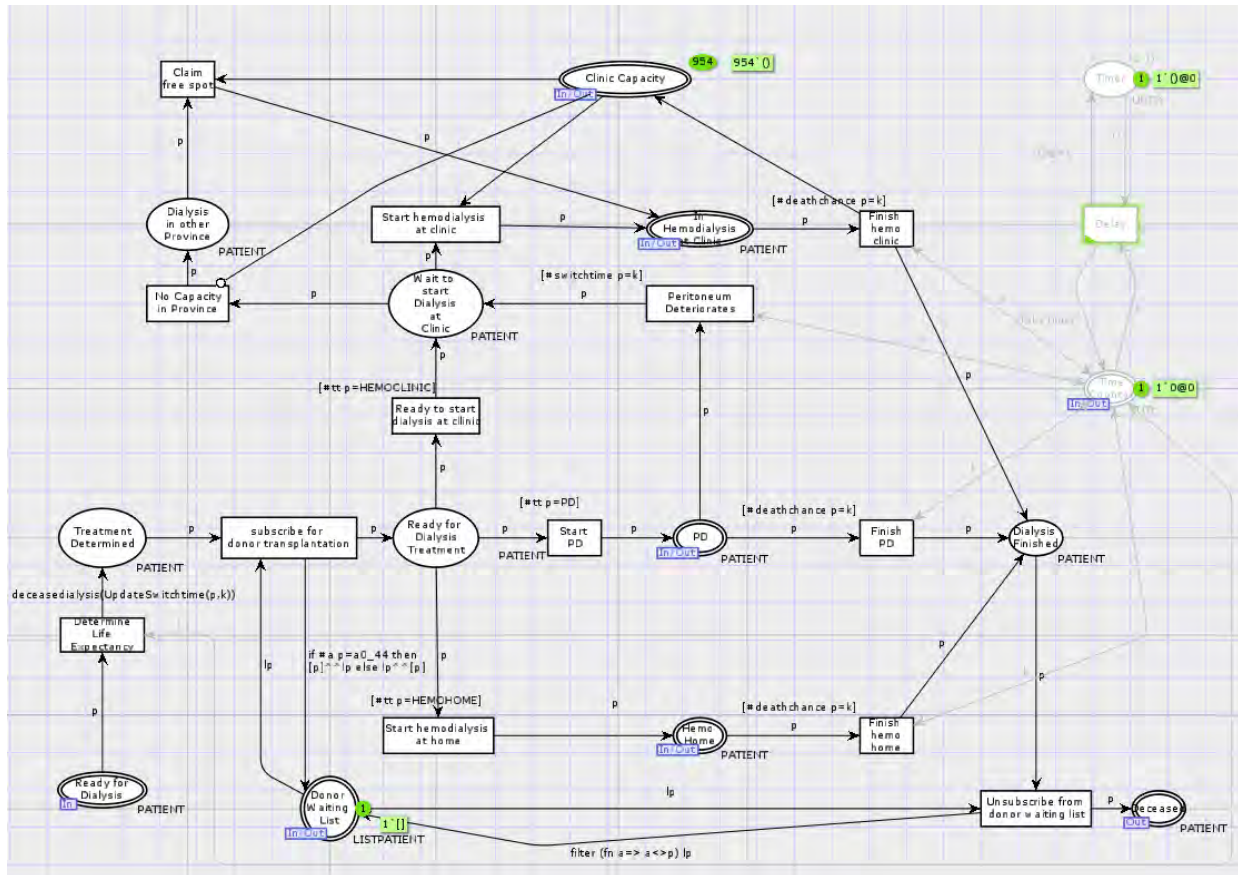 Claim
free spot
Clinic Capacity
In/Out
954
954`()
Timer
1
1`()@0
p
p
p
Dialysis
in other
Province
PATIENT
Start hemodialysis
at clinic
p
In
Hemodialysis
at Clinic
In/Out
PATIENT
p
[#deathchance p=k]
Finish
hemo
clinic
Delay
p
No Capacity
in Province
p
Wait to
start
Dialysis
at
Clinic
PATIENT
p
[#switchtime p=k]
p
Peritoneum
Deteriorates
[#tt p=HEMOCLINIC]
p
Ready to start
dialysis at clinic
p
p
p
In/Out
1
1`0@0
Treatment
Determined
PATIENT
p
subscribe for
donor transplantation
p
Ready for
Dialysis
Treatment
PATIENT
p
[#tt p=PD]
Start
PD
p
PD
In/Out
PATIENT
[#deathchance p=k]
p
Finish
PD
p
Dialysis
Finished
PATIENT
deceasedialysis(UpdateSwitchtime(p,k))
Determine
Life
Expectancy
p
lp
if #a p=a0_44 then
[p]^^lp else lp^^[p]
p
[#tt p=HEMOHOME]
Start hemodialysis
at home
p
Hemo
Home
In/Out
PATIENT
[#deathchance p=k]
p
Finish
hemo
home
p
p
Ready for
Dialysis
In
PATIENT
Donor
Waiting
List
In/Out
1
1`[]
LISTPATIENT
lp
filter (fn a=> a<>p) lp
Unsubscribe from
donor waiting list
p
Deceased
Out
PATIENT